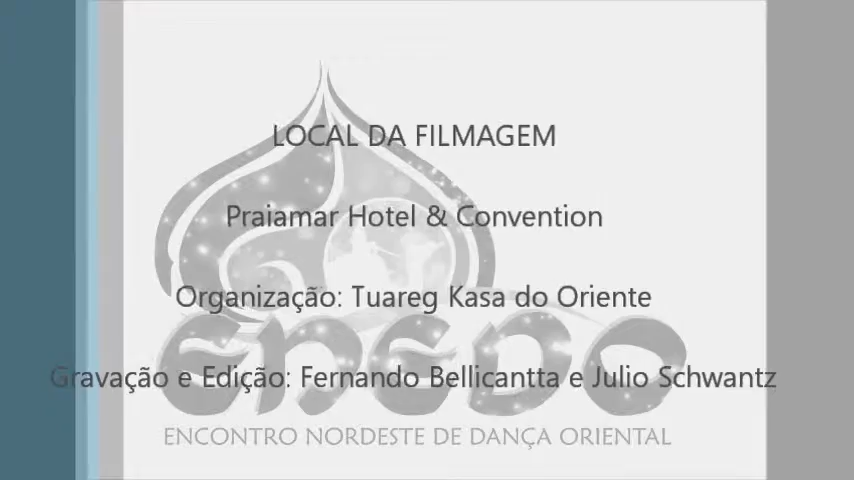 LOCAL DA FILMAGEM
Praiamar Hotel & Convention
Organização: Tuareg Kasa do Oriente
ENEDO
Gravação e Edição: Fernando Bellicantta e Julio Schwantz
ENCONTRO NORDESTE DE DANÇA ORIENTAL